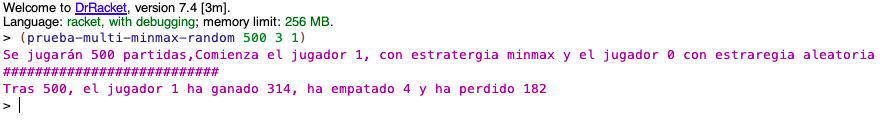 Welcome to DrRacket, version 7.4 [3m].
Language: racket, with debugging; memory limit: 256 MB.
> (prueba-multi-minmax-random 500 3 1)
Se jugarán 500 partidas,Comienza el jugador 1, con estratergia minmax y el jugador 0 con estraregia aleatoria
###########################
Tras 500, el jugador 1 ha ganado 314, ha empatado 4 y ha perdido 182
>